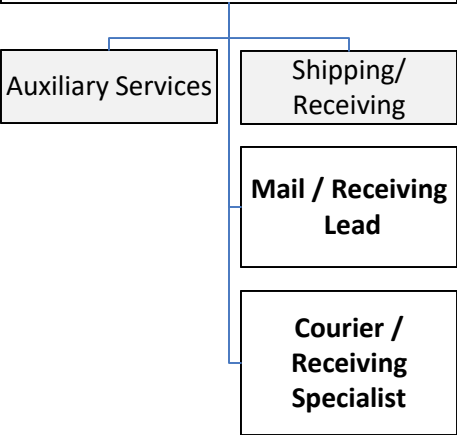 Auxiliary Services
Shipping/
Receiving
Mail / Receiving
Lead
Courier /
Receiving
Specialist